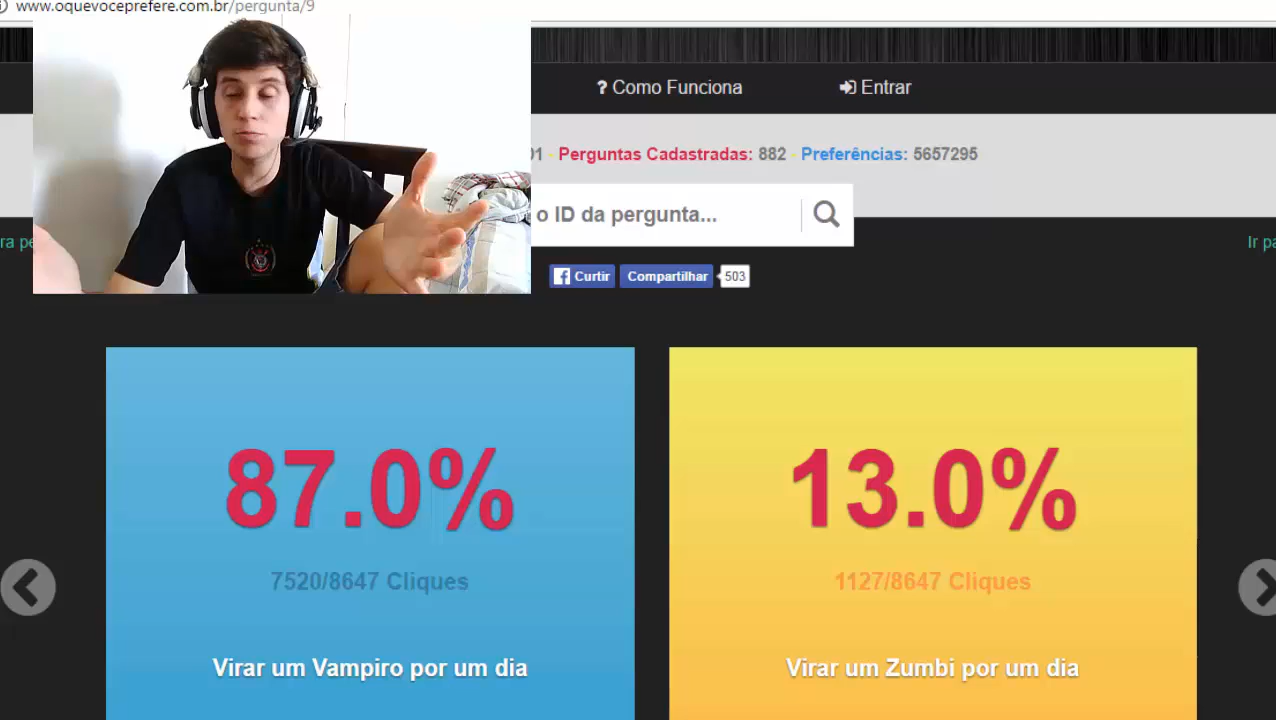 www.oquevoceprefere.com.br/pergunta/9
? Como Funciona
Entrar
Perguntas Cadastradas: 882 - Preferências: 5657295
o ID da pergunta...
Ir
Curtir
Compartilhar
503
87.0%
7520/8647 Cliques
Virar um Vampiro por um dia
13.0%
1127/8647 Cliques
Virar um Zumbi por um dia